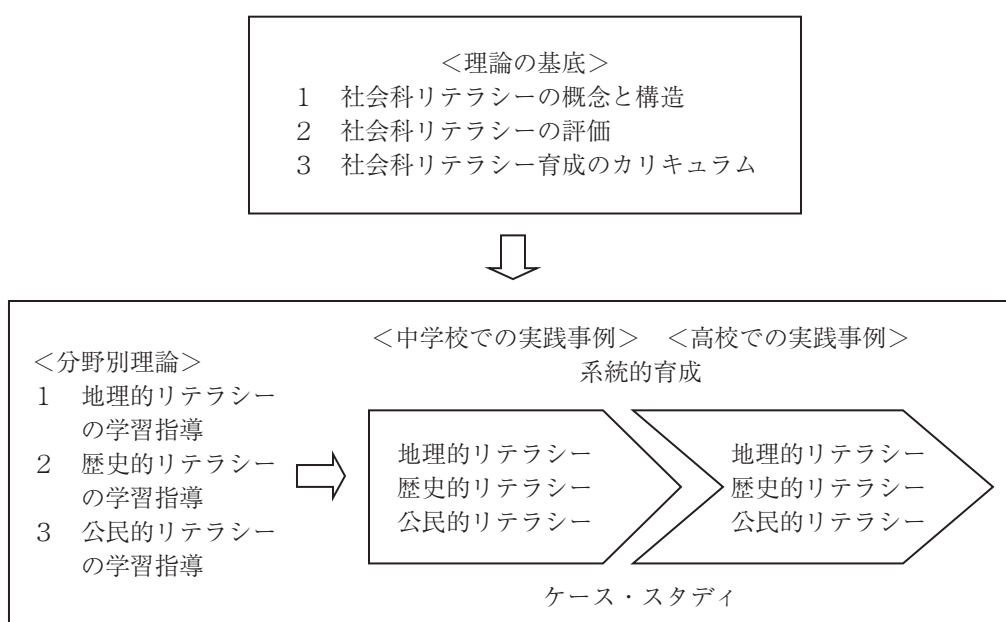 ＜理論の基底＞
１　社会科リテラシーの概念と構造
２　社会科リテラシーの評価
３　社会科リテラシー育成のカリキュラム
＜分野別理論＞
１　地理的リテラシー
の学習指導
２　歴史的リテラシー
の学習指導
３　公民的リテラシー
の学習指導
＜中学校での実践事例＞　＜高校での実践事例＞
系統的育成
地理的リテラシー
歴史的リテラシー
公民的リテラシー
地理的リテラシー
歴史的リテラシー
公民的リテラシー
ケース・スタディ